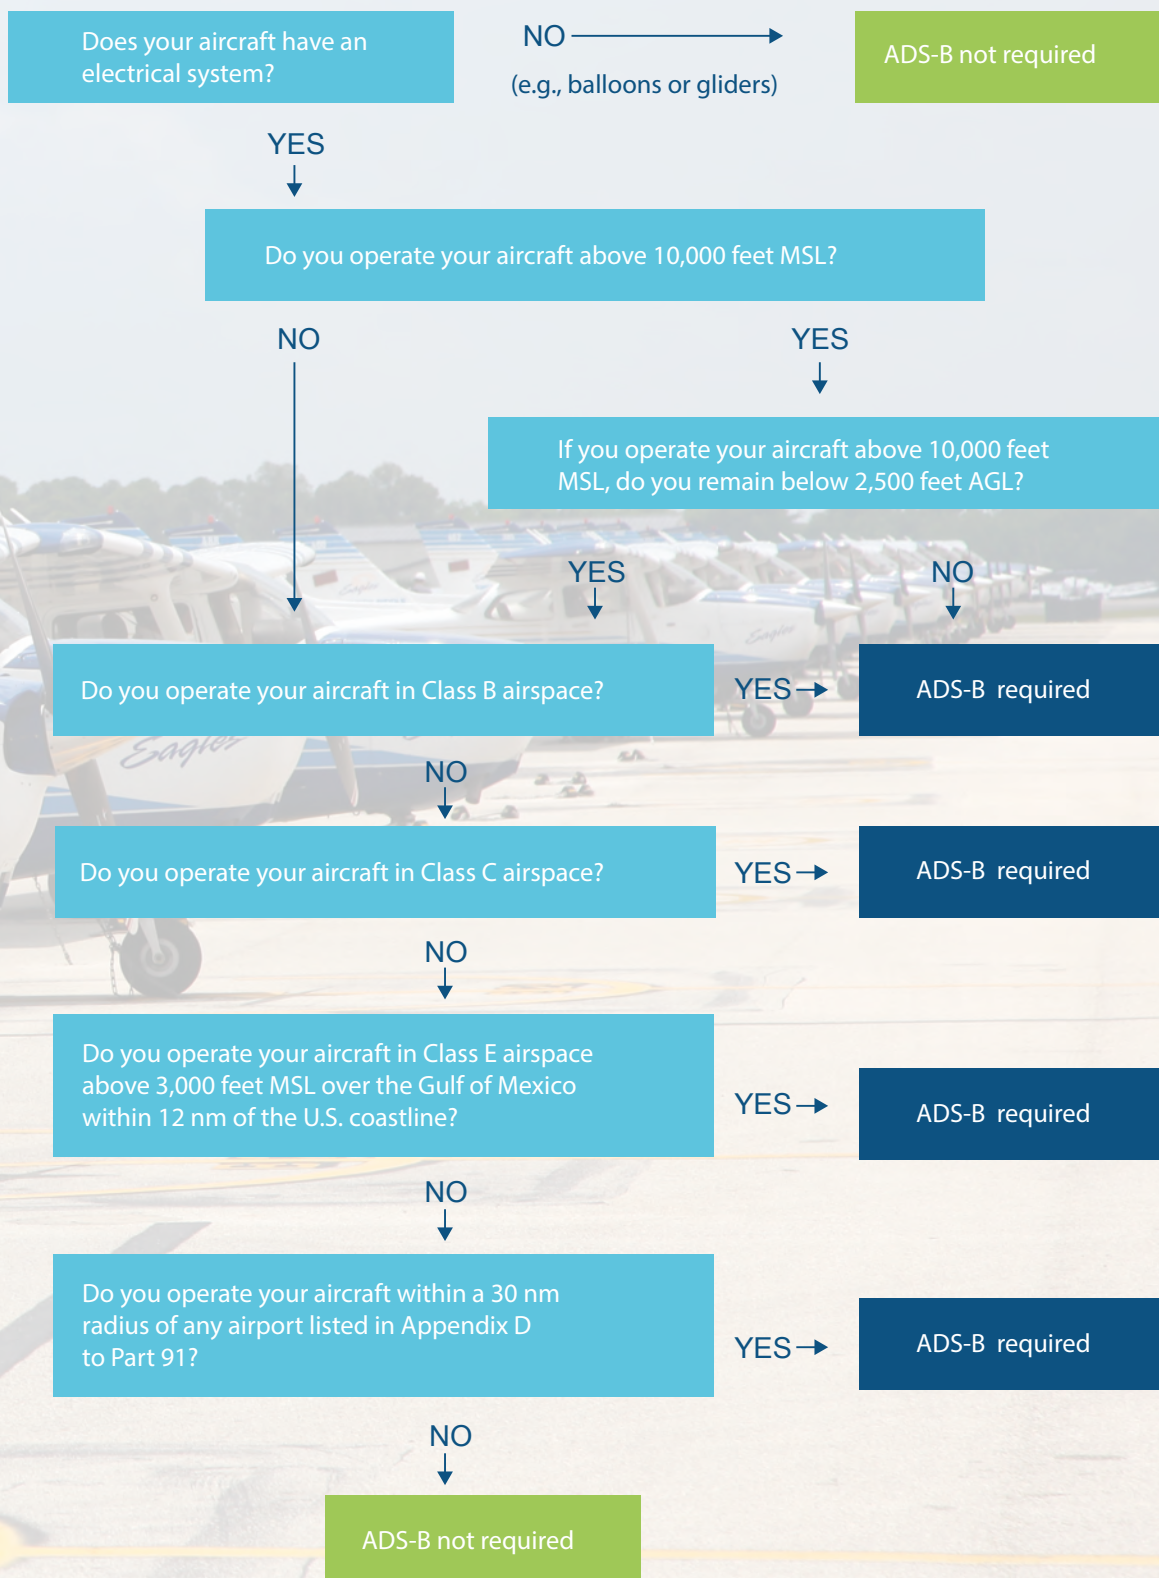 Does your aircraft have an
electrical system?
NO
(e.g., balloons or gliders)
ADS-B not required
YES
Do you operate your aircraft above 10,000 feet MSL?
NO
YES
If you operate your aircraft above 10,000 feet
MSL, do you remain below 2,500 feet AGL?
YES
NO
Do you operate your aircraft in Class B airspace?
YES
ADS-B required
Eagles
Eagles
NO
Do you operate your aircraft in Class C airspace?
YES
ADS-B required
NO
Do you operate your aircraft in Class E airspace
above 3,000 feet MSL over the Gulf of Mexico
within 12 nm of the U.S. coastline?
YES
ADS-B required
NO
Do you operate your aircraft within a 30 nm
radius of any airport listed in Appendix D
to Part 91?
YES
ADS-B required
NO
ADS-B not required